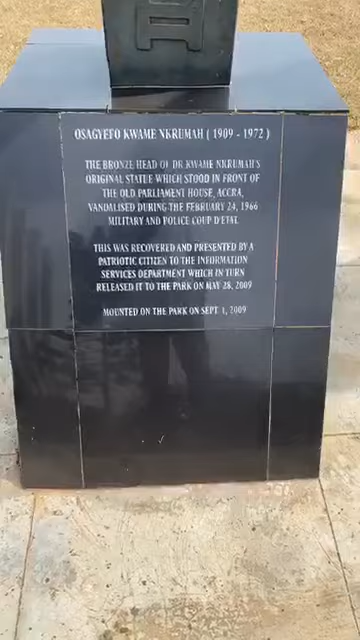 OSAGYEFO KWAME NKRUMAH ( 1909 - 1972 )
THE BRONZE HEAD OF DR KWAME NKRUMAH'S
ORIGINAL STATUE WHICH STOOD IN FRONT OF
THE OLD PARLIAMENT HOUSE, ACCRA,
VANDALISED DURING THE FEBRUARY 24, 1966
MILITARY AND POLICE COUP D'ETAT.
THIS WAS RECOVERED AND PRESENTED BY A
PATRIOTIC CITIZEN TO THE INFORMATION
SERVICES DEPARTMENT WHICH IN TURN
RELEASED IT TO THE PARK ON MAY 28, 2009
MOUNTED ON THE PARK ON SEPT. 1, 2009